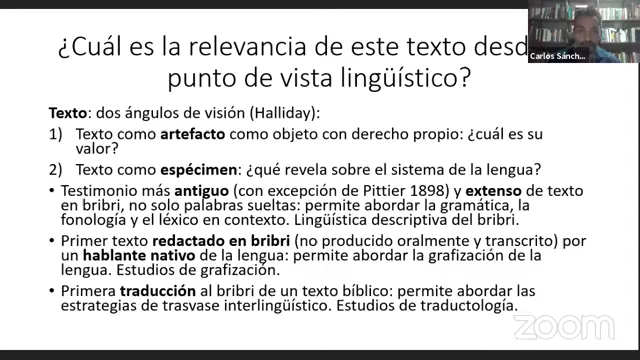 ¿Cuál es la relevancia de este texto desd
punto de vista lingüístico?
Carlos Sánch...
Texto: dos ángulos de visión (Halliday):
1) Texto como artefacto como objeto con derecho propio: ¿cuál es su
valor?
2) Texto como espécimen: ¿qué revela sobre el sistema de la lengua?
• Testimonio más antiguo (con excepción de Pittier 1898) y extenso de texto
en bribri, no solo palabras sueltas: permite abordar la gramática, la
fonología y el léxico en contexto. Lingüística descriptiva del bribri.
• Primer texto redactado en bribri (no producido oralmente y transcrito) por
un hablante nativo de la lengua: permite abordar la grafización de la
lengua. Estudios de grafización.
• Primera traducción al bribri de un texto bíblico: permite abordar las
estrategias de trasvase interlingüístico. Estudios de traductología.
zoom